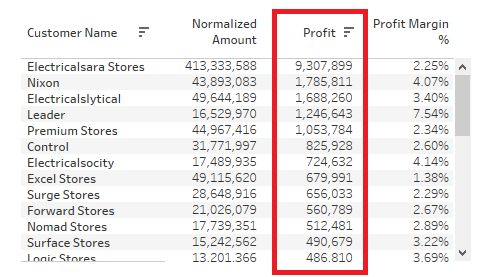 Customer Name Normalized Amount Profit Profit Margin %
Electricalsara Stores 413,333,588 9,307,899 2.25%
Nixon 43,893,083 1,785,811 4.07%
Electricalslytical 49,644,189 1,688,260 3.40%
Leader 16,529,970 1,246,643 7.54%
Premium Stores 44,967,416 1,053,784 2.34%
Control 31,771,997 825,928 2.60%
Electricalsocity 17,489,935 724,632 4.14%
Excel Stores 49,115,620 679,991 1.38%
Surge Stores 28,648,916 656,033 2.29%
Forward Stores 21,026,079 560,789 2.67%
Nomad Stores 17,739,351 512,481 2.89%
Surface Stores 15,242,562 490,679 3.22%
Logic Stores 13,201,366 486,810 3.69%